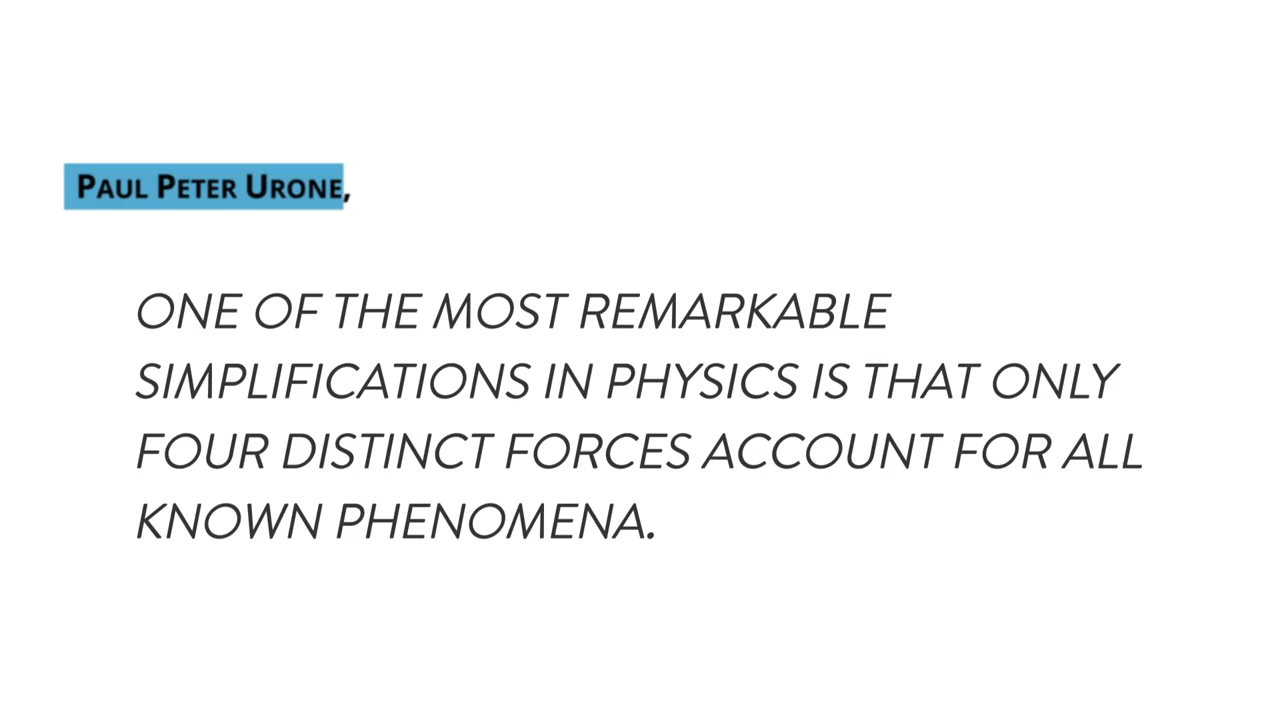 PAUL PETER URONE,
ONE OF THE MOST REMARKABLE
SIMPLIFICATIONS IN PHYSICS IS THAT ONLY
FOUR DISTINCT FORCES ACCOUNT FOR ALL
KNOWN PHENOMENA.